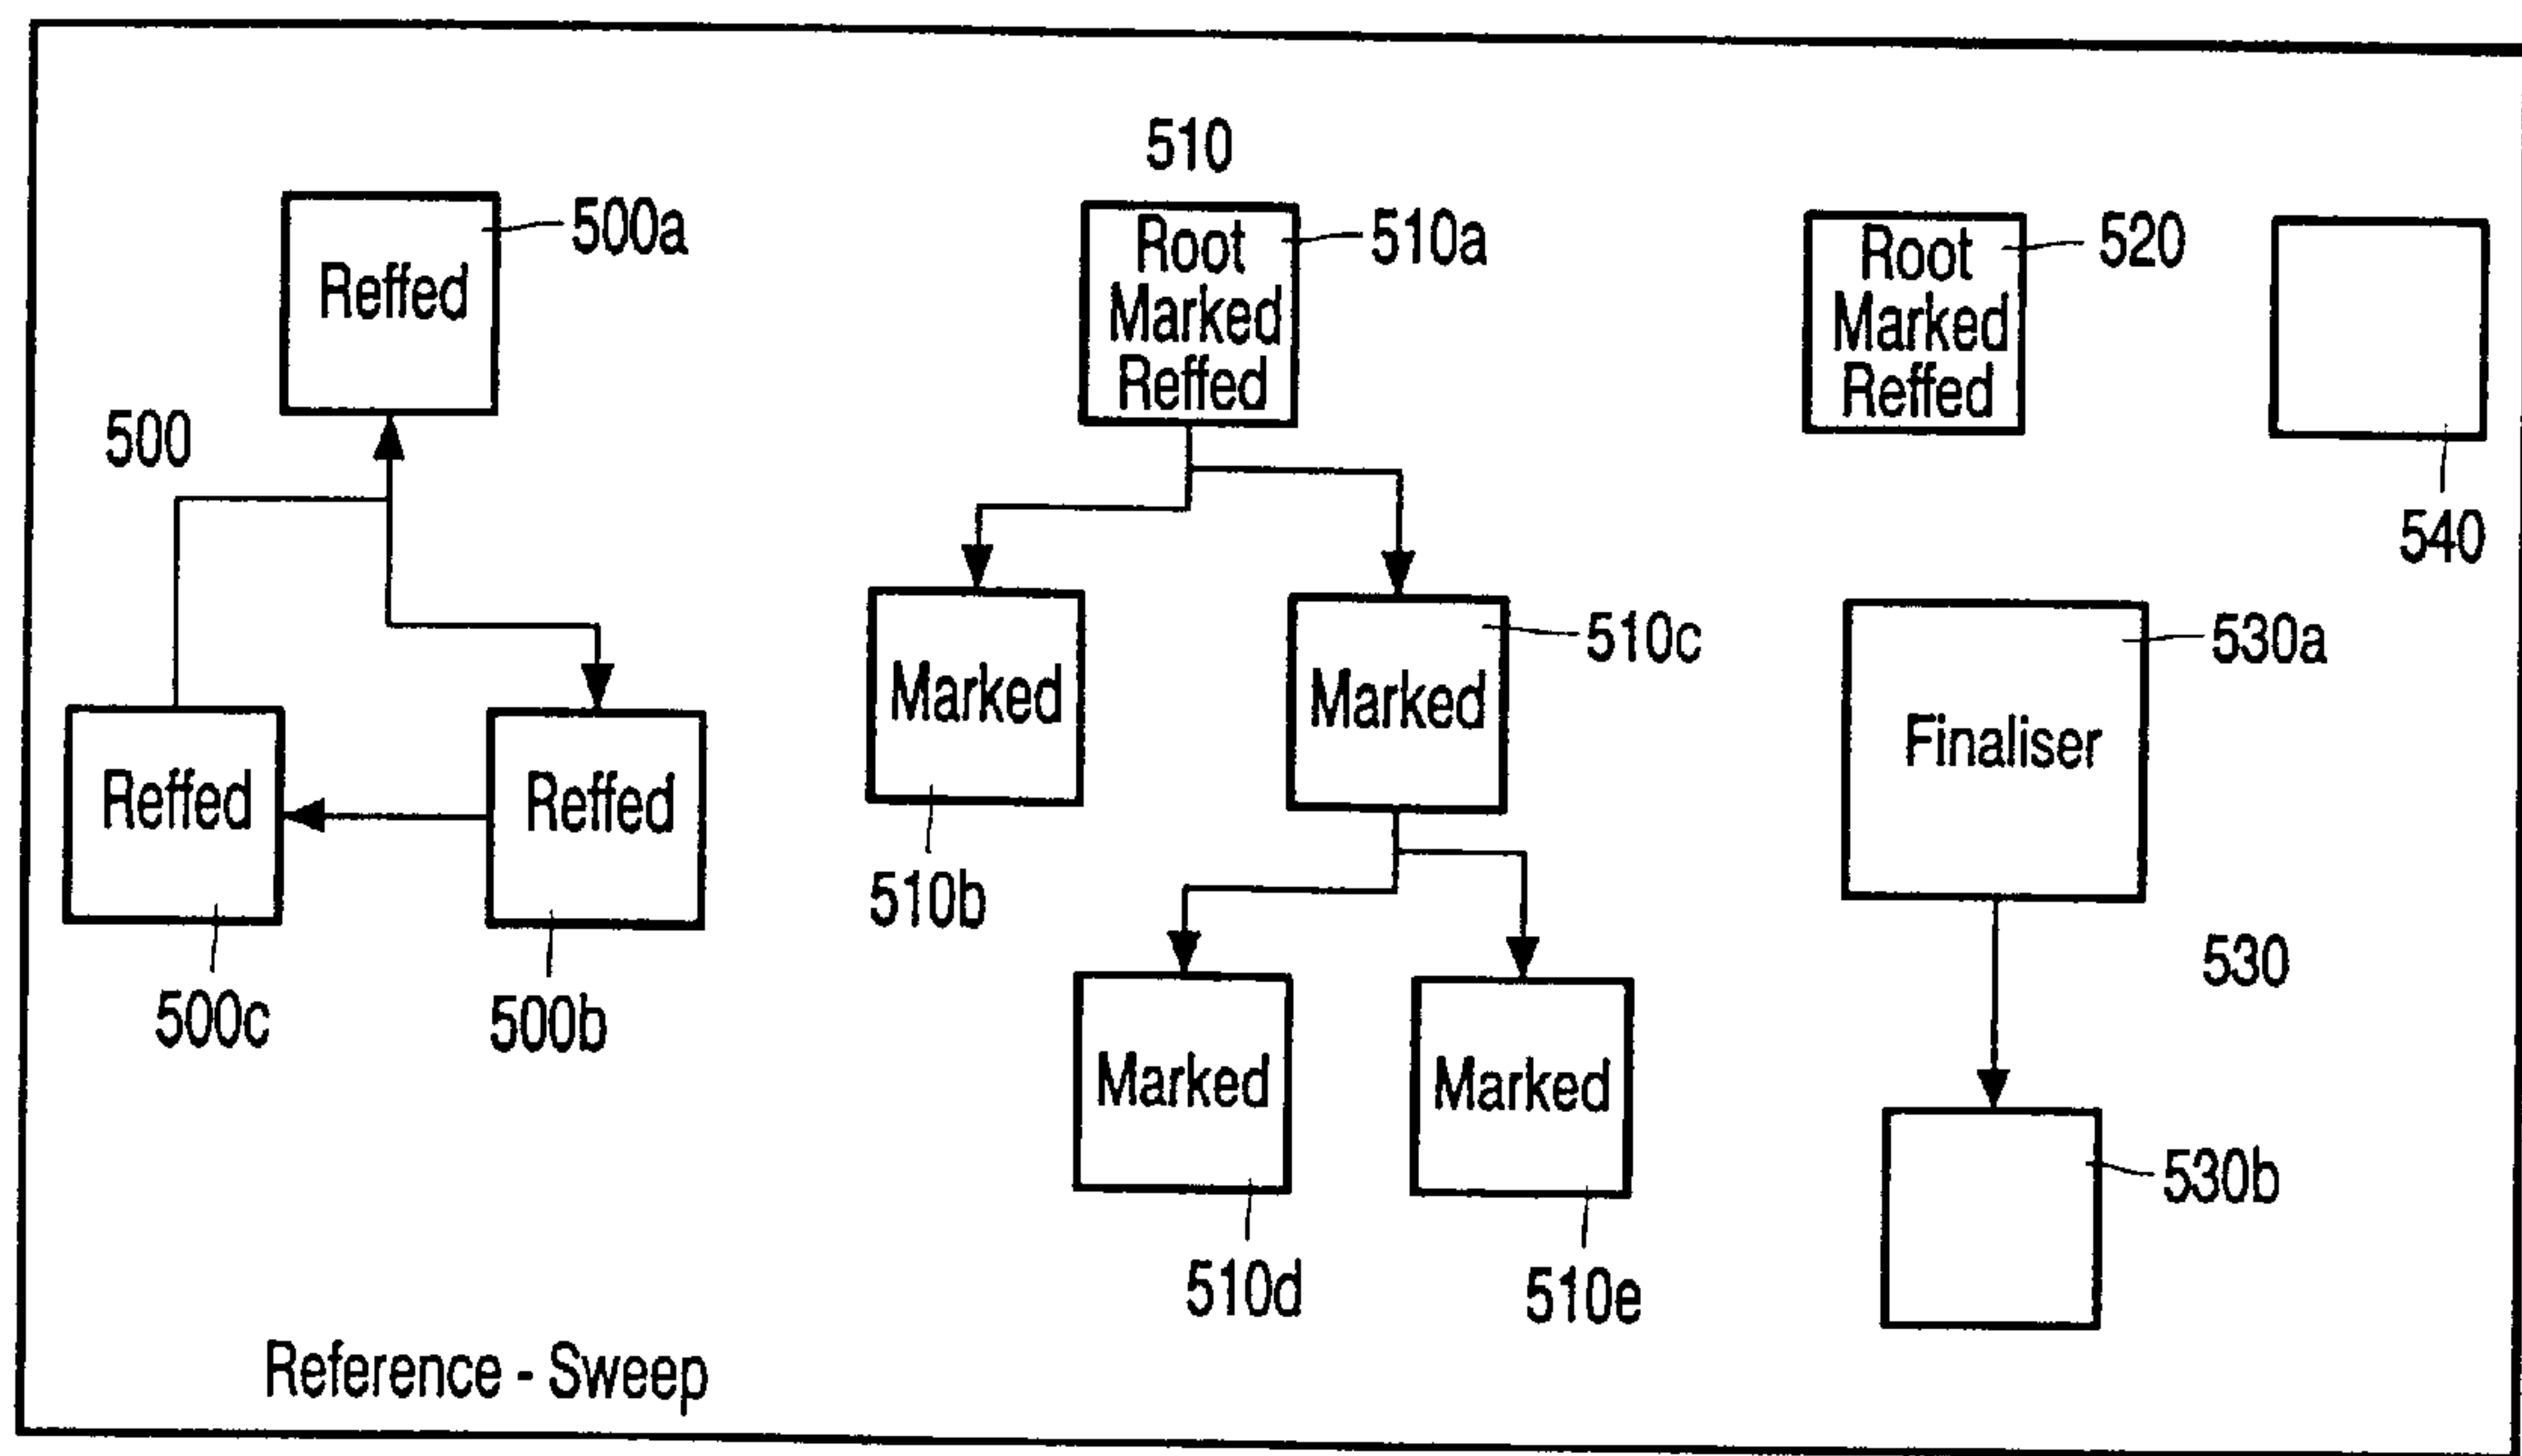 510
500a
Reffed
Root
Marked
Reffed
510a
Root
Marked
Reffed
520
540
500
Reffed
500c
Reffed
500b
Marked
510b
Marked
510c
Finaliser
530a
530
Marked
510d
Marked
510e
530b
Reference - Sweep